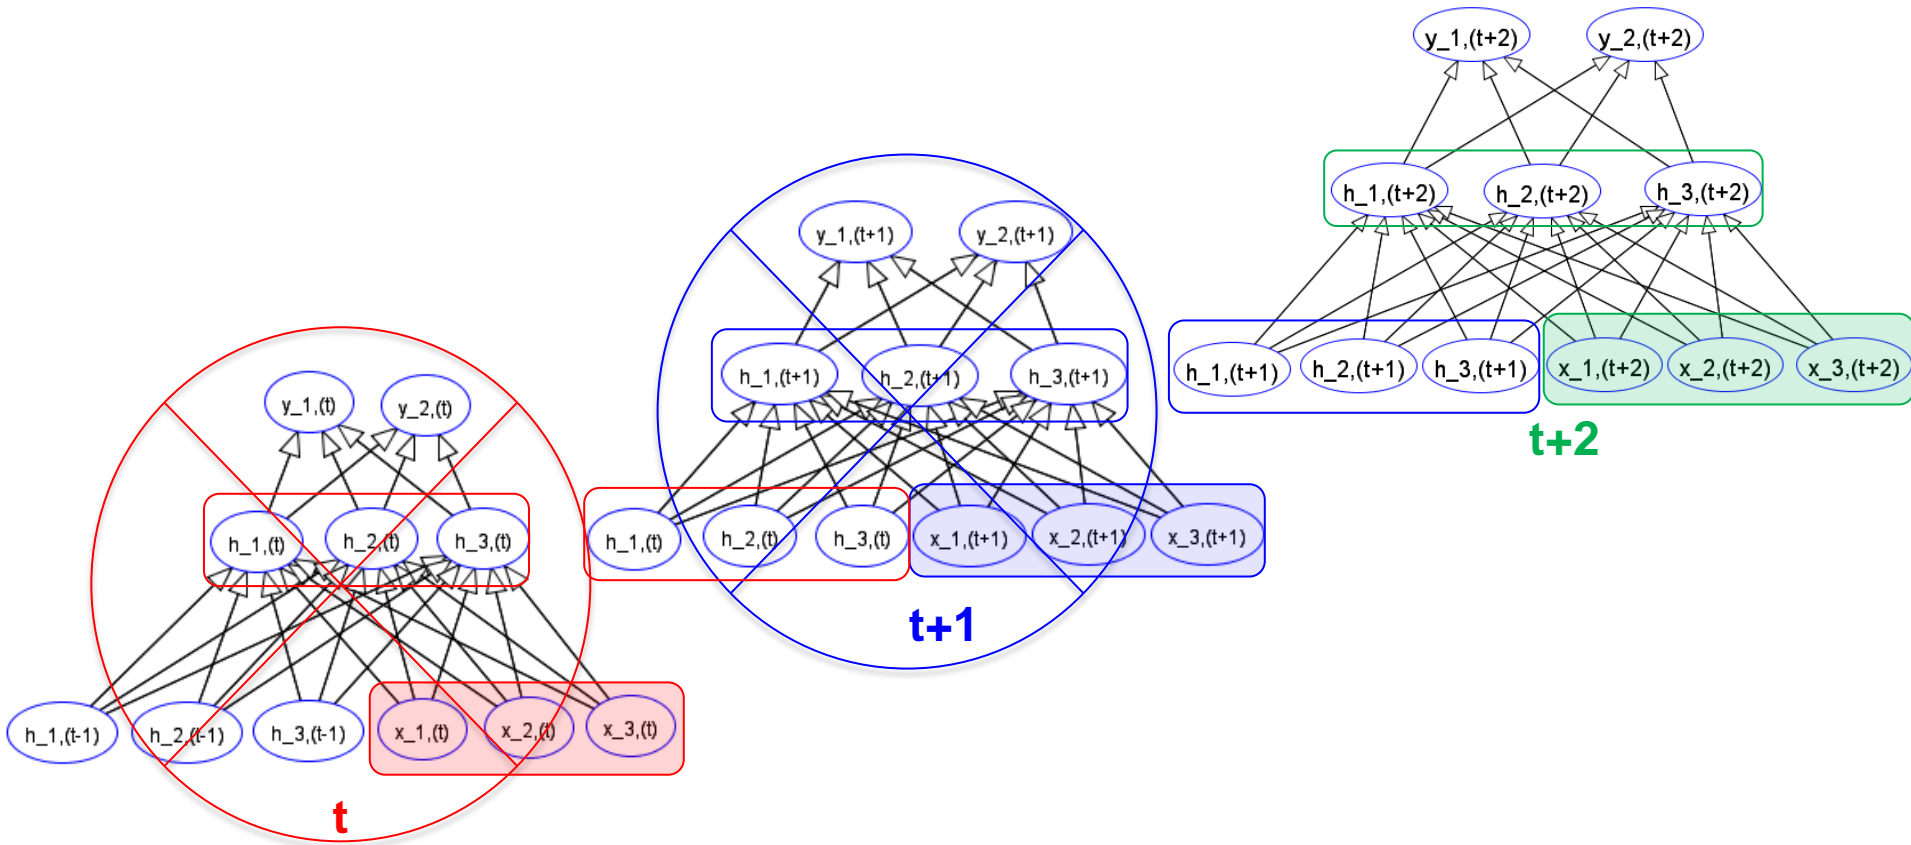 y_1,(t+2) y_2,(t+2)
h_1,(t+2) h_2,(t+2) h_3,(t+2)
h_1,(t+1) h_2,(t+1) h_3,(t+1) x_1,(t+2) x_2,(t+2) x_3,(t+2)
t+2
y_1,(t+1) y_2,(t+1)
h_1,(t+1) h_2,(t+1) h_3,(t+1)
h_1,(t) h_2,(t) h_3,(t) x_1,(t+1) x_2,(t+1) x_3,(t+1)
t+1
y_1,(t) y_2,(t)
h_1,(t) h_2,(t) h_3,(t)
h_1,(t-1) h_2,(t-1) h_3,(t-1) x_1,(t) x_2,(t) x_3,(t)
t